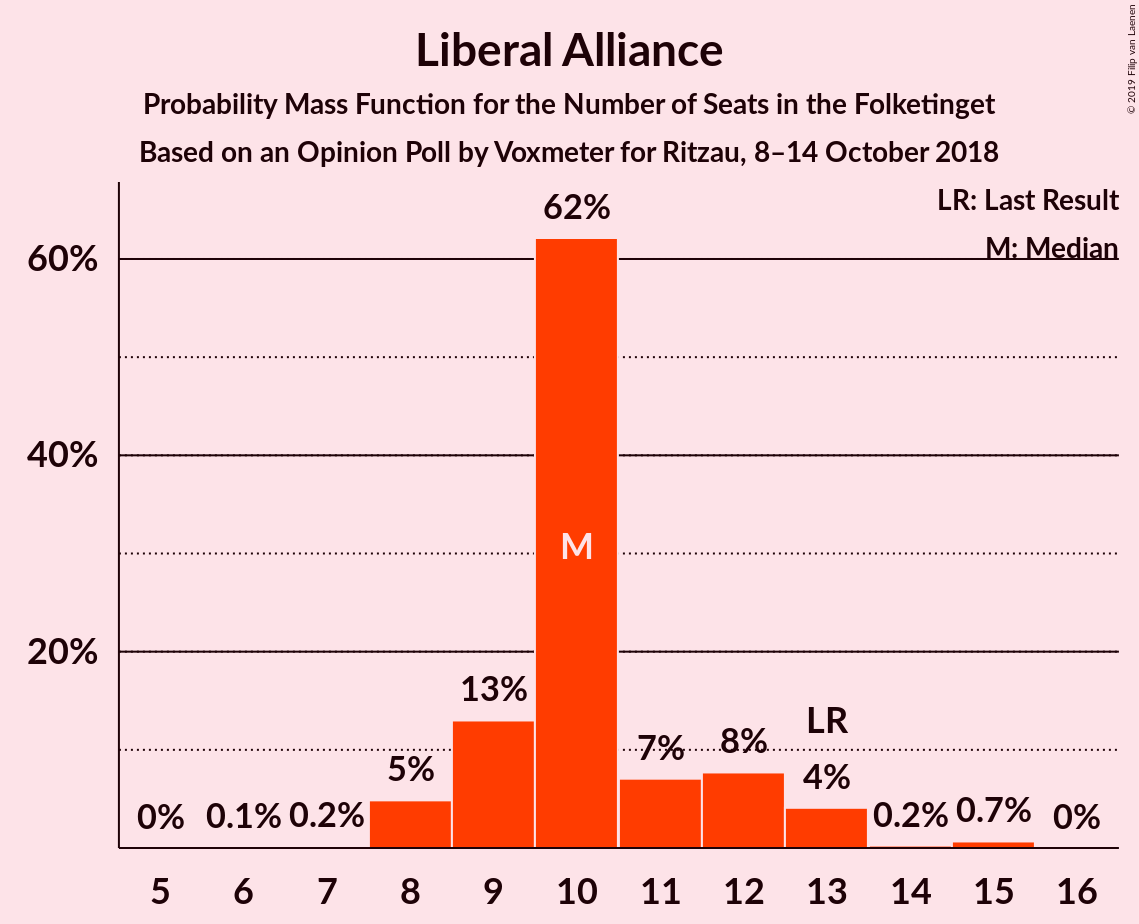 Liberal Alliance
Probability Mass Function for the Number of Seats in the Folketinget
Based on an Opinion Poll by Voxmeter for Ritzau, 8–14 October 2018
© 2019 Filip van Laenen
LR: Last Result
M: Median
60%
40%
20%
0%
0.1%
0.2%
5%
13%
62%
M
7%
8%
LR
4%
0.2%
0.7%
0%
5 6 7 8 9 10 11 12 13 14 15 16